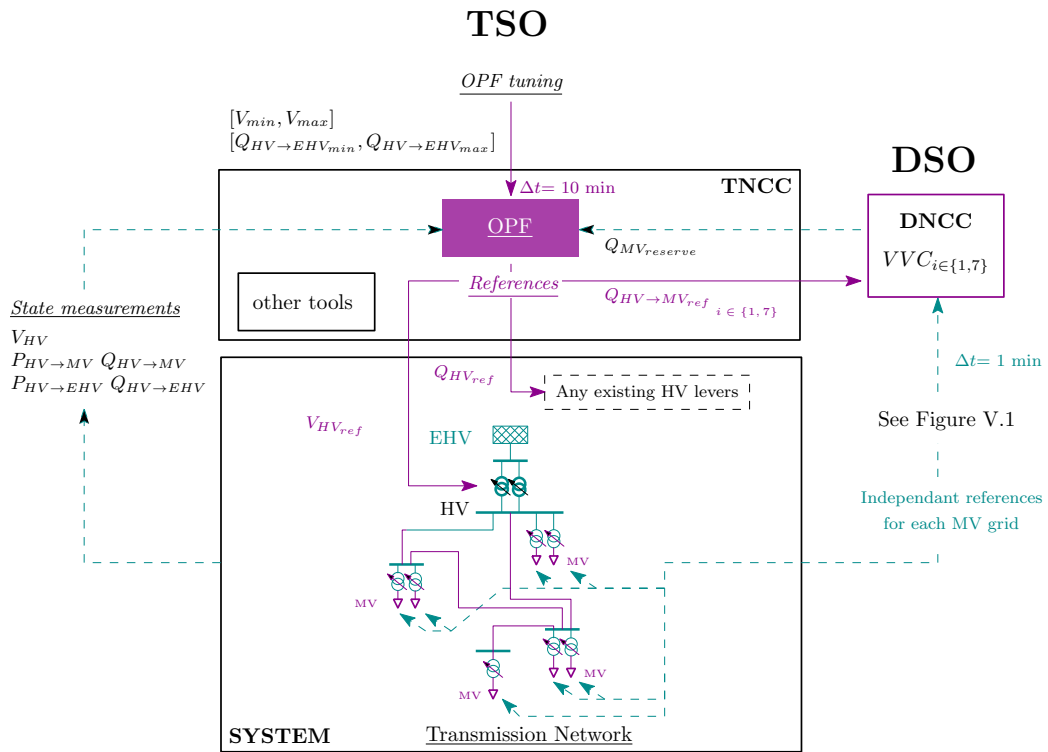 TSO
OPF tuning
[V_min, V_max]
[Q_HV→EHV_min, Q_HV→EHV_max]
DSO
TNCC
Δt= 10 min
OPF
Q_MV_reserve
DNCC
VVC_i∈{1,7}
References
Q_HV→MV_ref i ∈ {1, 7}
other tools
State measurements
V_HV
P_HV→MV Q_HV→MV
P_HV→EHV Q_HV→EHV
Q_HV_ref
Any existing HV levers
Δt= 1 min
V_HV_ref
See Figure V.1
EHV
HV
Independant references
for each MV grid
MV
MV
MV
SYSTEM
Transmission Network